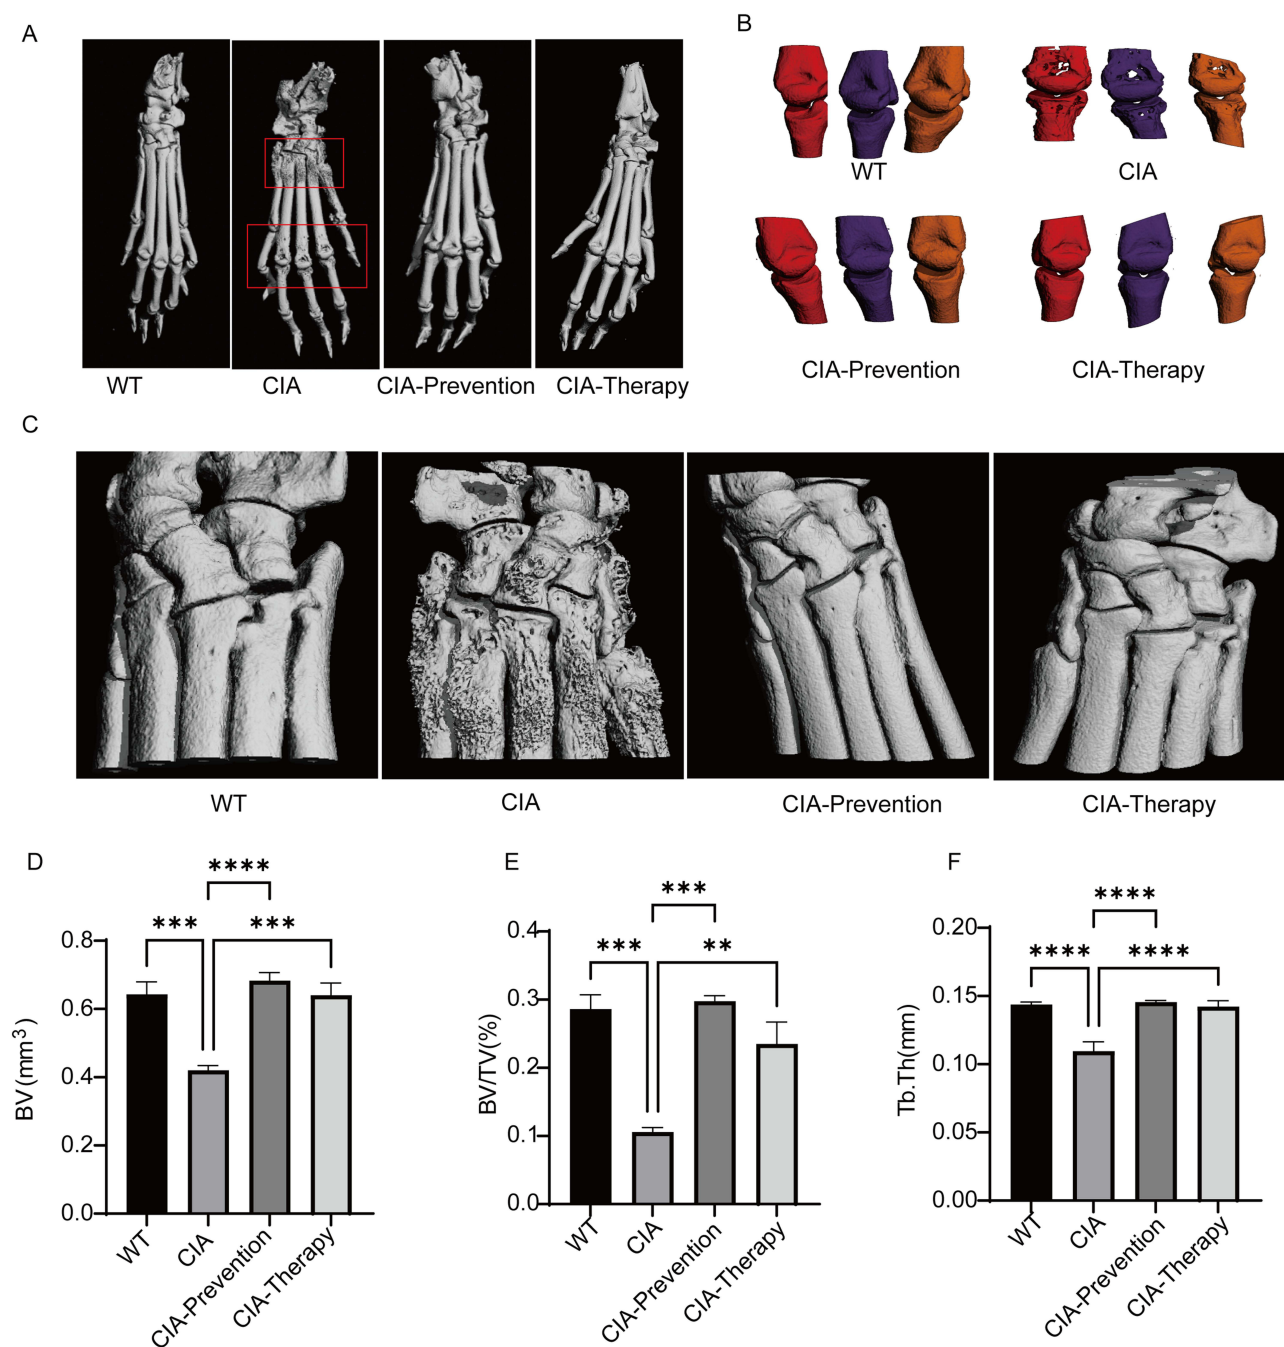 A
WT
CIA
CIA-Prevention
CIA-Therapy
B
WT
CIA
CIA-Prevention
CIA-Therapy
C
WT
CIA
CIA-Prevention
CIA-Therapy
D
****
***
***
0.8
0.6
0.4
0.2
0.0
BV(mm³)
WT
CIA
CIA-Prevention
CIA-Therapy
E
***
***
**
0.4
0.3
0.2
0.1
0.0
BV/TV(%)
WT
CIA
CIA-Prevention
CIA-Therapy
F
****
****
****
0.20
0.15
0.10
0.05
0.00
Tb.Th(mm)
WT
CIA
CIA-Prevention
CIA-Therapy